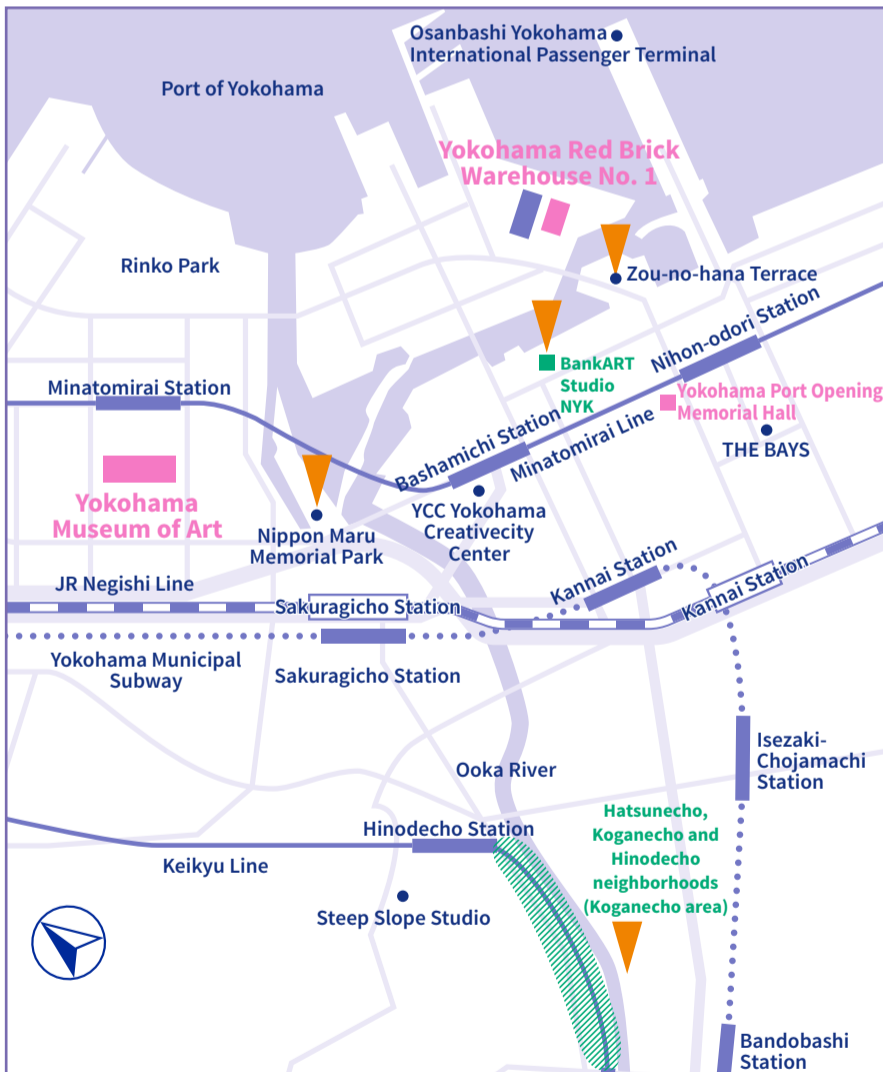 Osanbashi Yokohama
International Passenger Terminal
Port of Yokohama
Yokohama Red Brick
Warehouse No. 1
Rinko Park
Zou-no-hana Terrace
Nihon-odori Station
BankART
Studio
NYK
Minatomirai Station
Yokohama Port Opening
Memorial Hall
Bashamichi Station
Minatomirai Line
THE BAYS
Yokohama
Museum of Art
YCC Yokohama
Creativecity
Center
Nippon Maru
Memorial Park
Kannai Station
Kannai Station
JR Negishi Line
Sakuragicho Station
Yokohama Municipal
Subway
Sakuragicho Station
Isezaki-
Chojamachi
Station
Ooka River
Hatsunecho,
Koganecho and
Hinodecho
neighborhoods
(Koganecho area)
Hinodecho Station
Keikyu Line
Steep Slope Studio
Bandobashi
Station